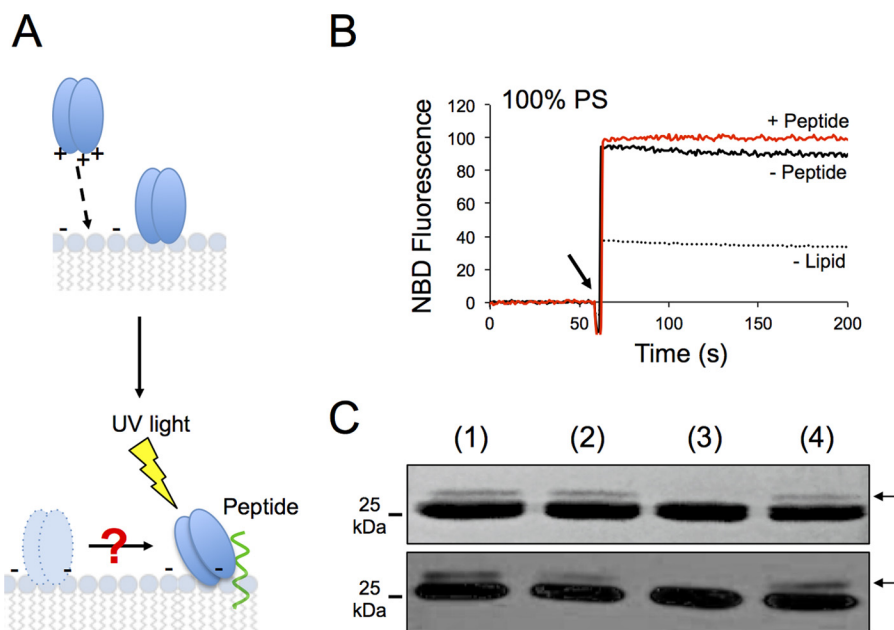 A
+
+
+
-
-
UV light
Peptide
?
-
-
-
-
B
100% PS
NBD Fluorescence
120
100
80
60
40
20
0
0
50
100
150
200
Time (s)
+ Peptide
- Peptide
- Lipid
C
(1) (2) (3) (4)
25
kDa
25
kDa